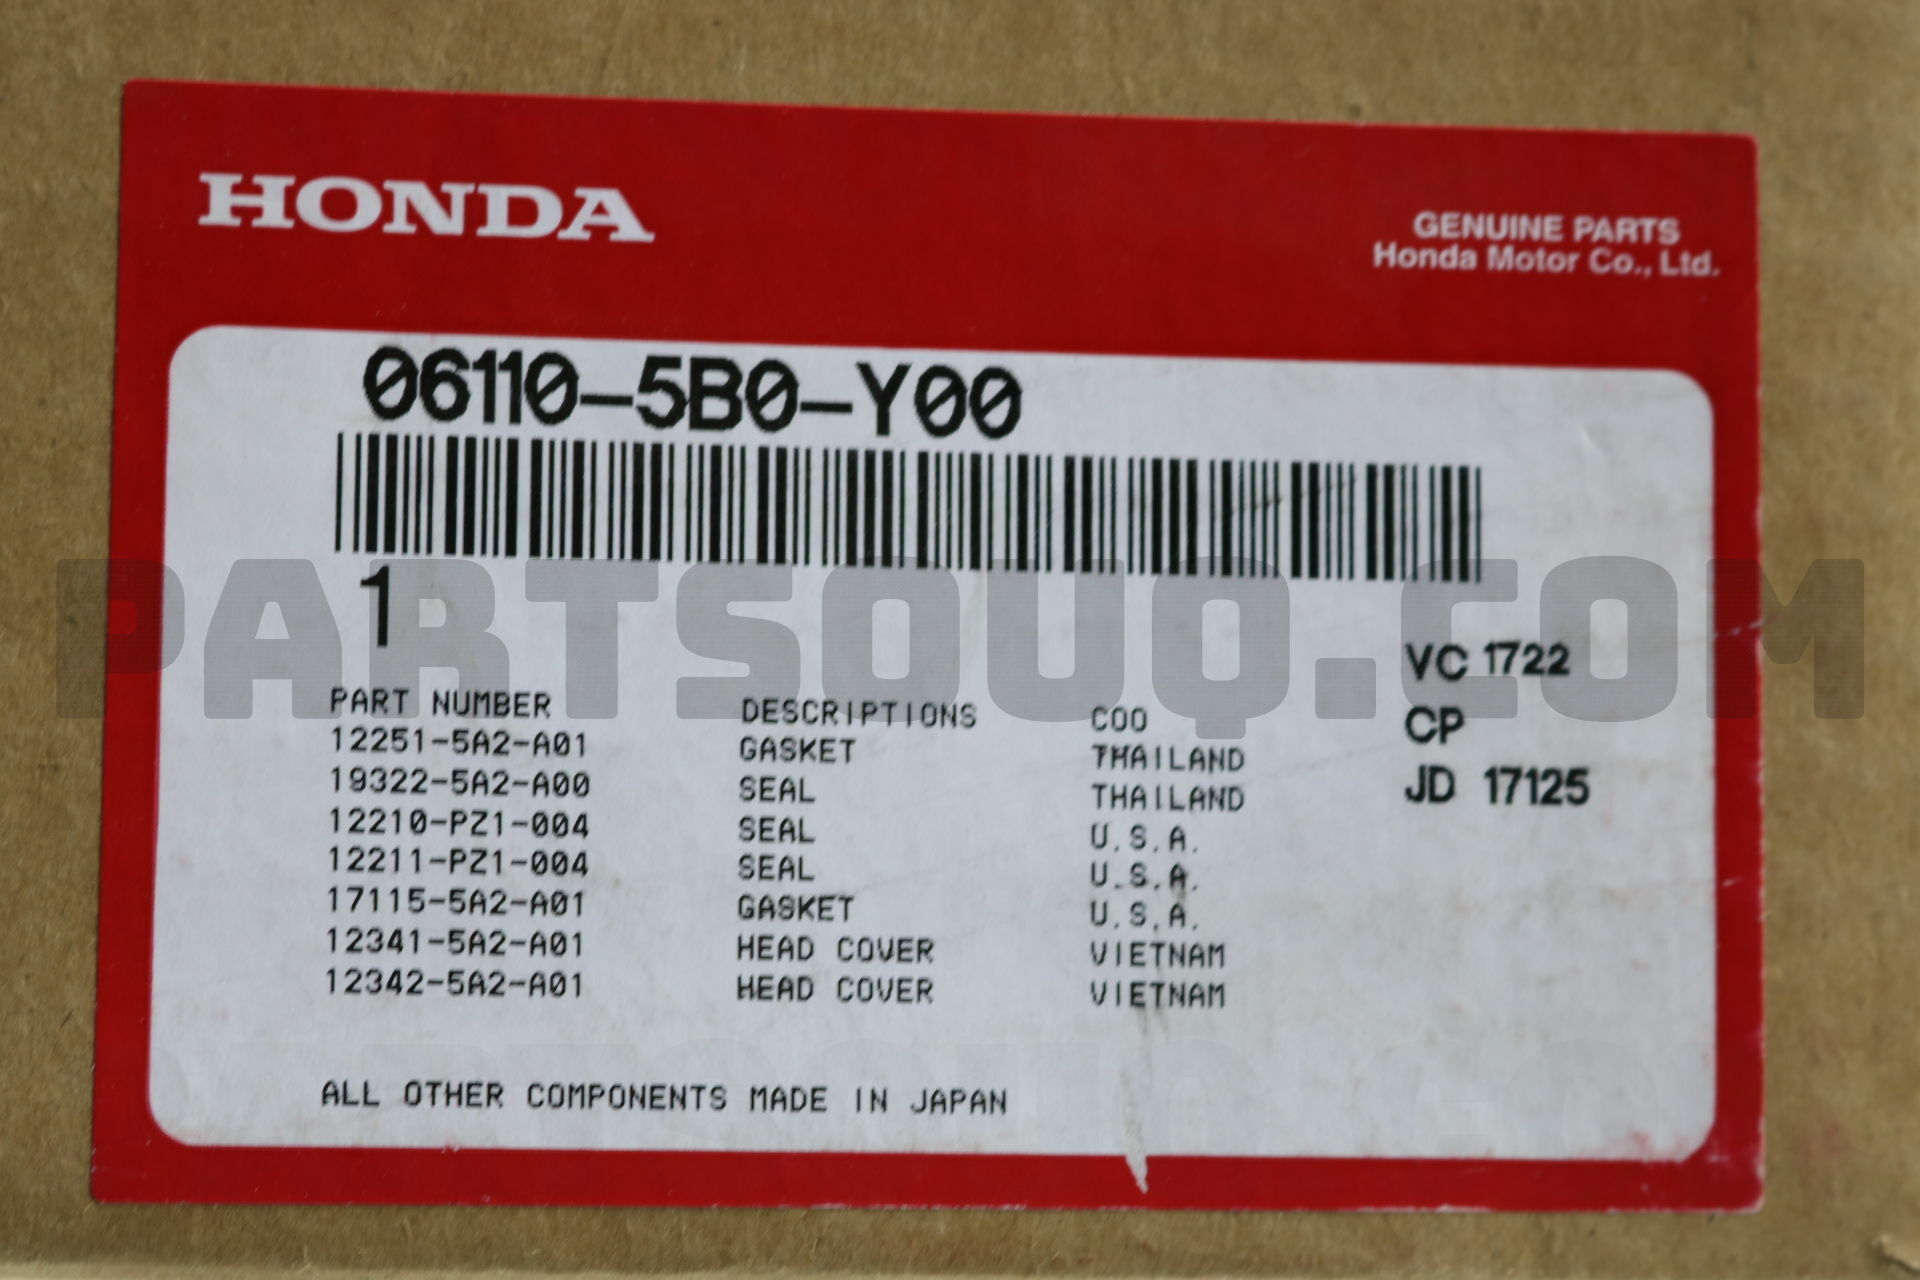 HONDA
GENUINE PARTS
Honda Motor Co., Ltd.
06110-5B0-Y00
1
PARTSOUQ.COM
VC 1722
CP
JD 17125
PART NUMBER DESCRIPTIONS COO
12251-5A2-A01 GASKET THAILAND
19322-5A2-A00 SEAL THAILAND
12210-PZ1-004 SEAL U.S.A.
12211-PZ1-004 SEAL U.S.A.
17115-5A2-A01 GASKET U.S.A.
12341-5A2-A01 HEAD COVER VIETNAM
12342-5A2-A01 HEAD COVER VIETNAM
ALL OTHER COMPONENTS MADE IN JAPAN